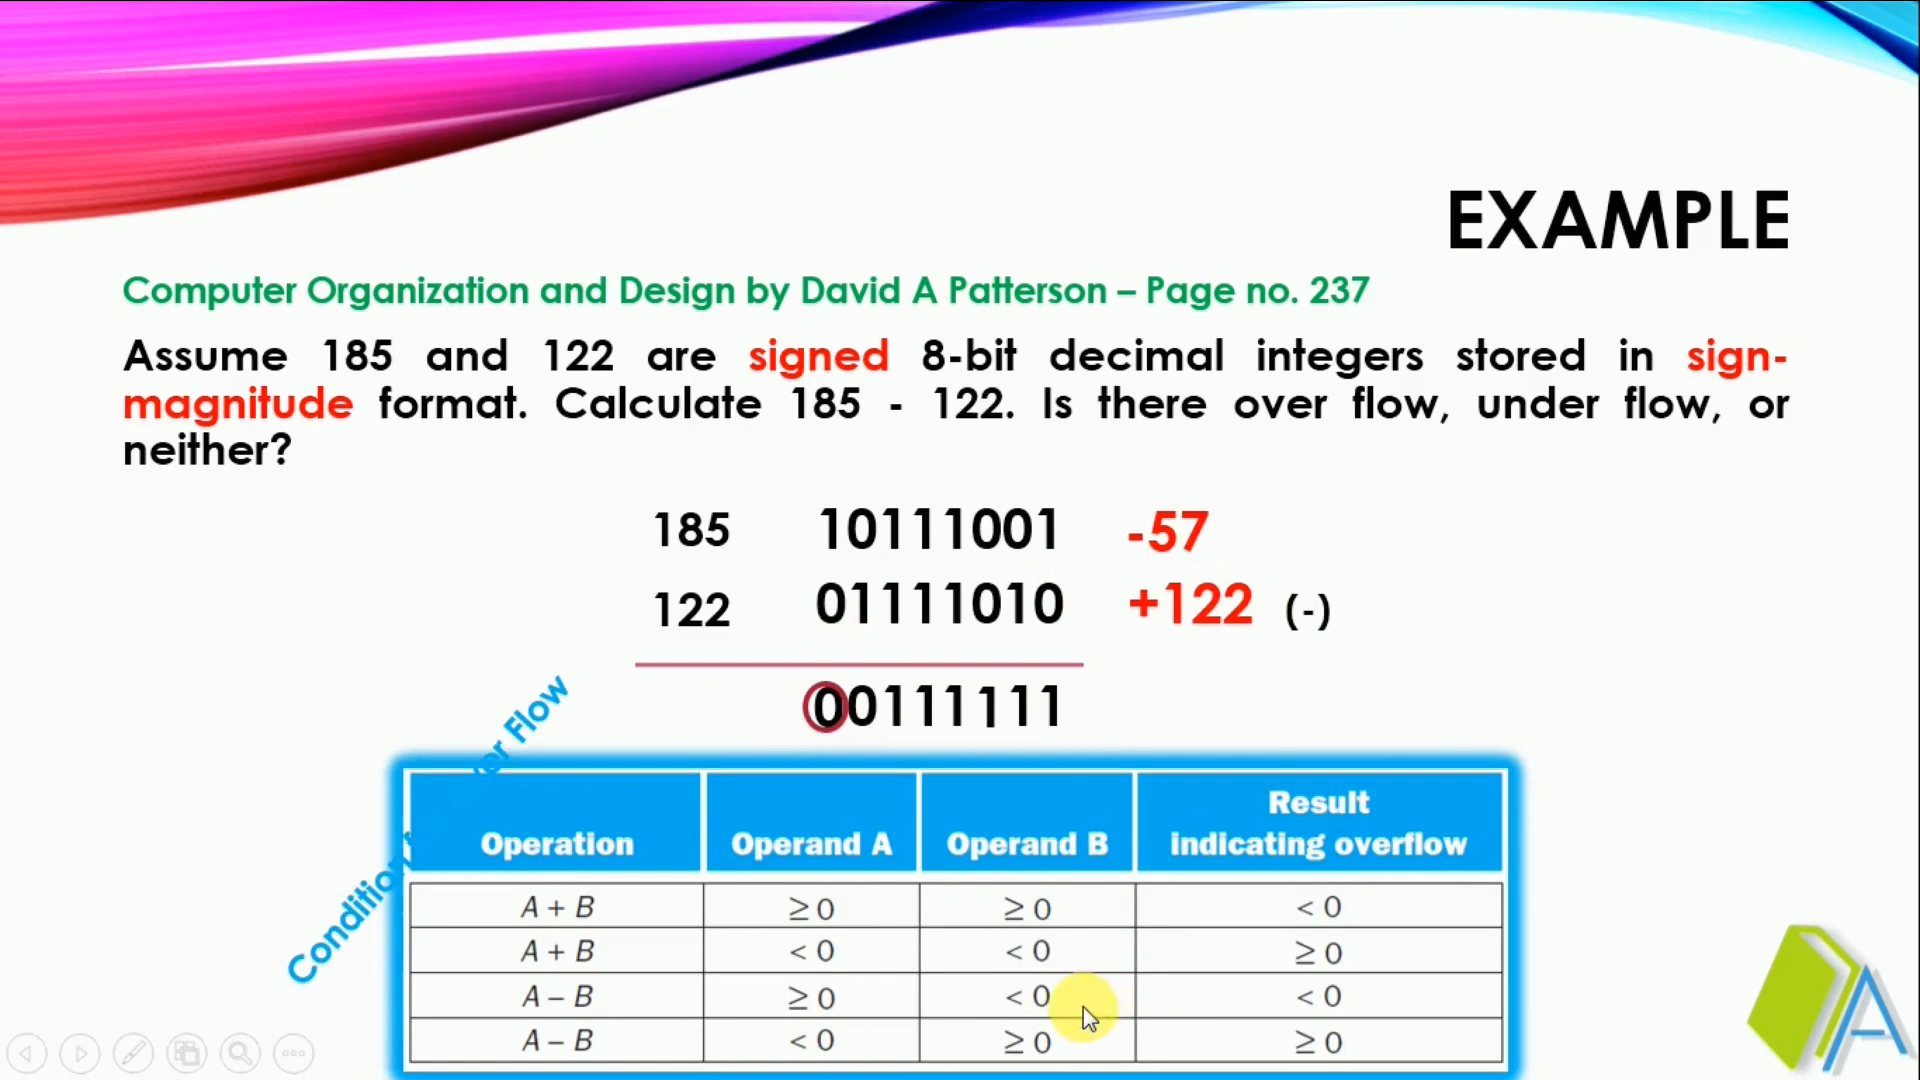 EXAMPLE
Computer Organization and Design by David A Patterson – Page no. 237
Assume 185 and 122 are signed 8-bit decimal integers stored in sign-
magnitude format. Calculate 185 - 122. Is there over flow, under flow, or
neither?
185 10111001 -57
122 01111010 +122 (-)
00111111
Condition er Flow
Operation Operand A Operand B Result indicating overflow
A + B ≥ 0 ≥ 0 < 0
A + B < 0 < 0 ≥ 0
A – B ≥ 0 < 0 < 0
A – B < 0 ≥ 0 ≥ 0
A